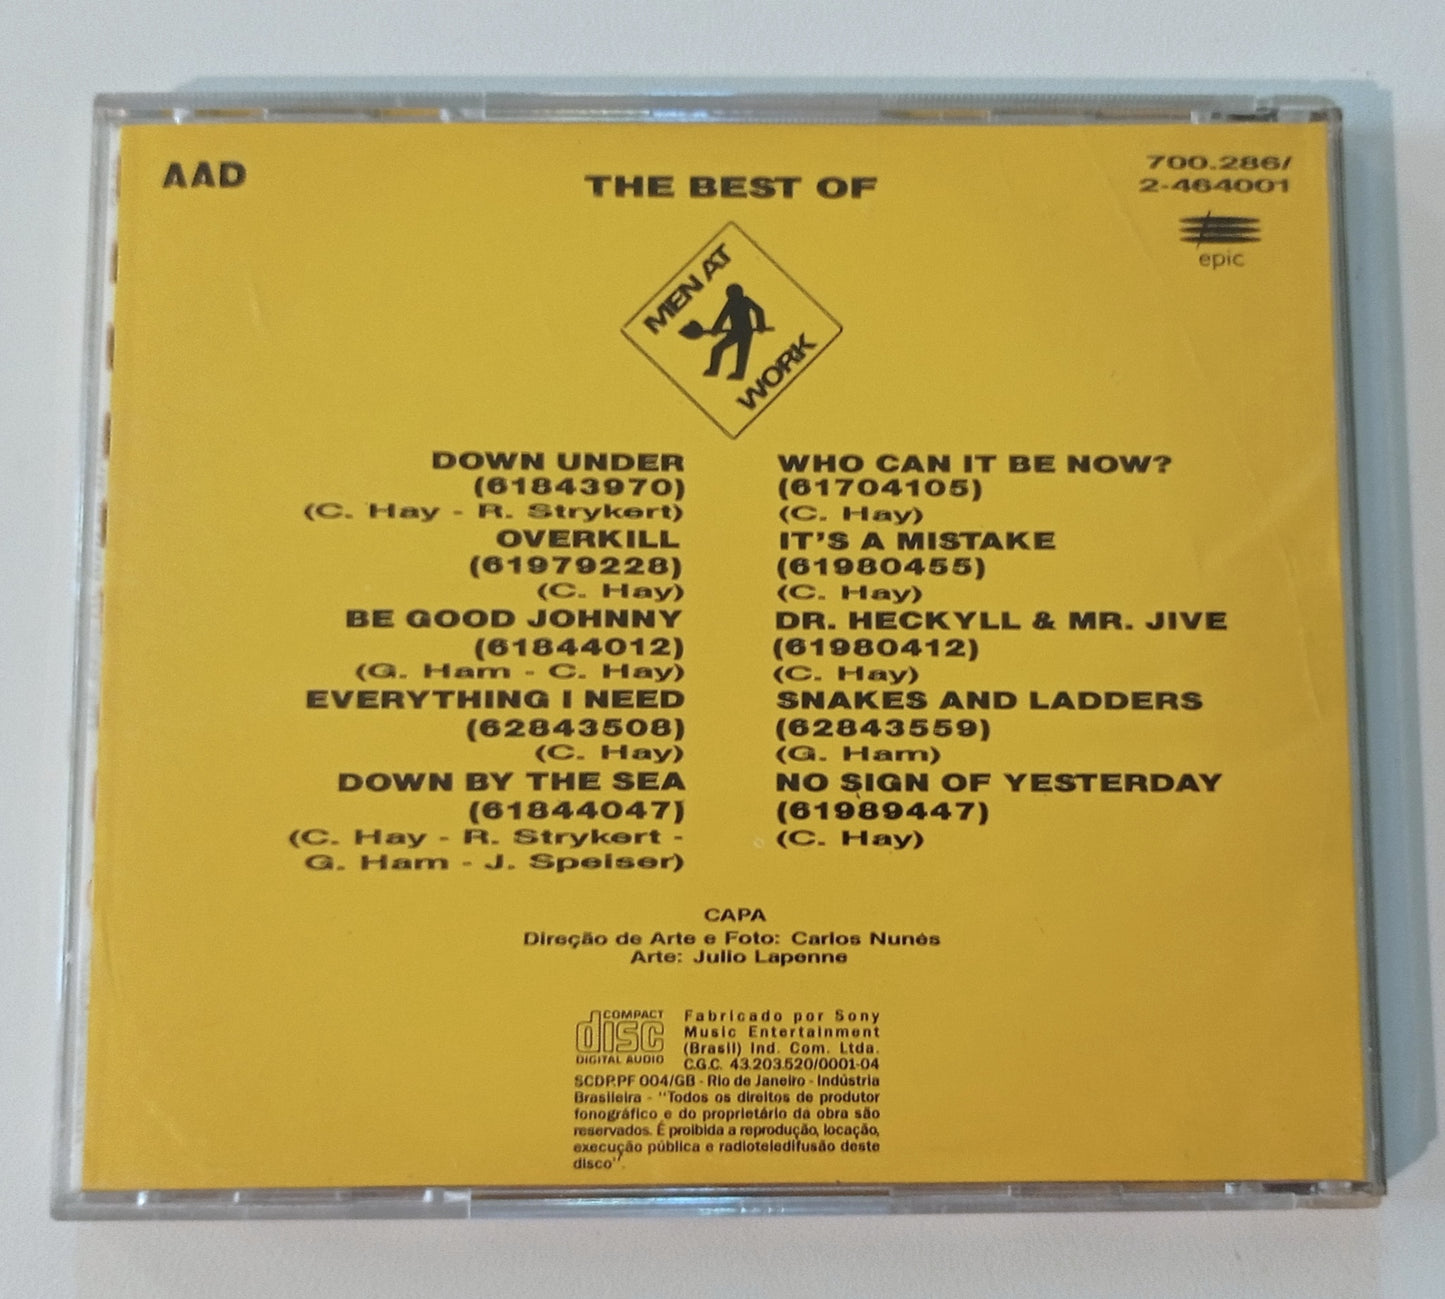 AAD
THE BEST OF
700.286/
2-464001
epic
MEN AT
WORK
DOWN UNDER
(61843970)
(C. Hay - R. Strykert)
OVERKILL
(61979228)
(C. Hay)
BE GOOD JOHNNY
(61844012)
(G. Ham - C. Hay)
EVERYTHING I NEED
(62843508)
(C. Hay)
DOWN BY THE SEA
(61844047)
(C. Hay - R. Strykert -
G. Ham - J. Speiser)
WHO CAN IT BE NOW?
(61704105)
(C. Hay)
IT'S A MISTAKE
(61980455)
(C. Hay)
DR. HECKYLL & MR. JIVE
(61980412)
(C. Hay)
SNAKES AND LADDERS
(62843559)
(G. Ham)
NO SIGN OF YESTERDAY
(61989447)
(C. Hay)
CAPA
Direção de Arte e Foto: Carlos Nunés
Arte: Julio Lapenne
COMPACT
disc
DIGITAL AUDIO
Fabricado por Sony
Music Entertainment
(Brasil) Ind. Com. Ltda.
C.G.C. 43.203.520/0001-04
SCDP.PF 004/GB - Rio de Janeiro - Indústria
Brasileira - "Todos os direitos de produtor
fonográfico e do proprietário da obra são
reservados. É proibida a reprodução, locação,
execução pública e radioteledifusão deste
disco".